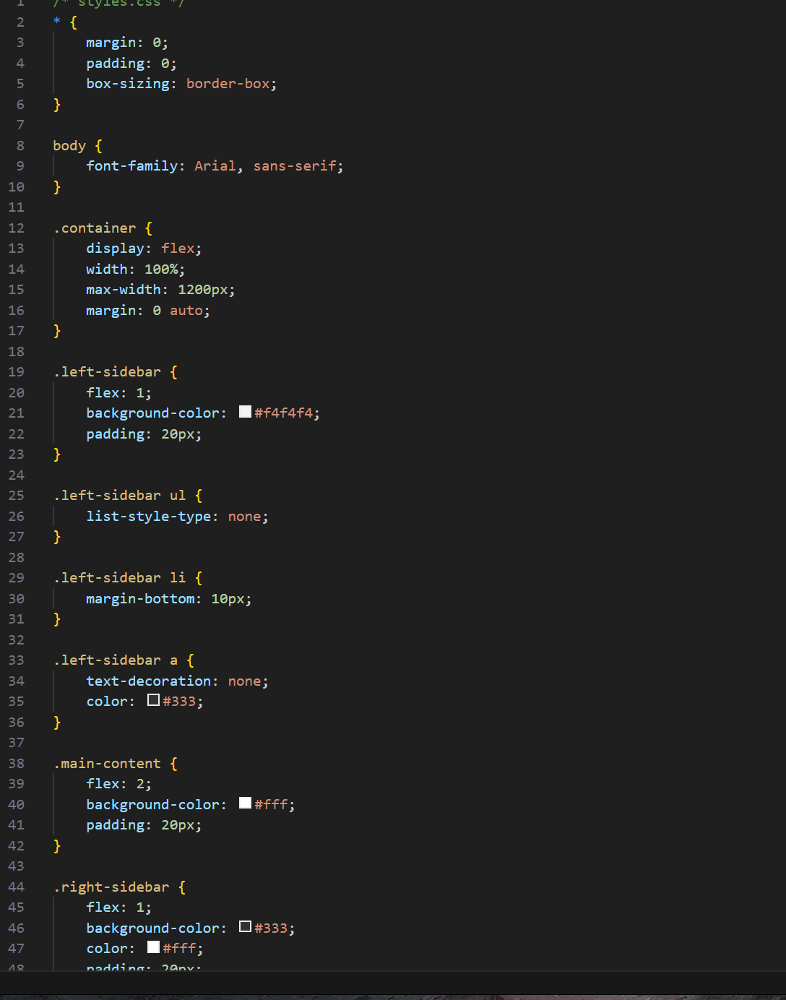 1 /* styles.css */
2 * {
3 margin: 0;
4 padding: 0;
5 box-sizing: border-box;
6 }
7
8 body {
9 font-family: Arial, sans-serif;
10 }
11
12 .container {
13 display: flex;
14 width: 100%;
15 max-width: 1200px;
16 margin: 0 auto;
17 }
18
19 .left-sidebar {
20 flex: 1;
21 background-color: #f4f4f4;
22 padding: 20px;
23 }
24
25 .left-sidebar ul {
26 list-style-type: none;
27 }
28
29 .left-sidebar li {
30 margin-bottom: 10px;
31 }
32
33 .left-sidebar a {
34 text-decoration: none;
35 color: #333;
36 }
37
38 .main-content {
39 flex: 2;
40 background-color: #fff;
41 padding: 20px;
42 }
43
44 .right-sidebar {
45 flex: 1;
46 background-color: #333;
47 color: #fff;
48 padding: 20px;